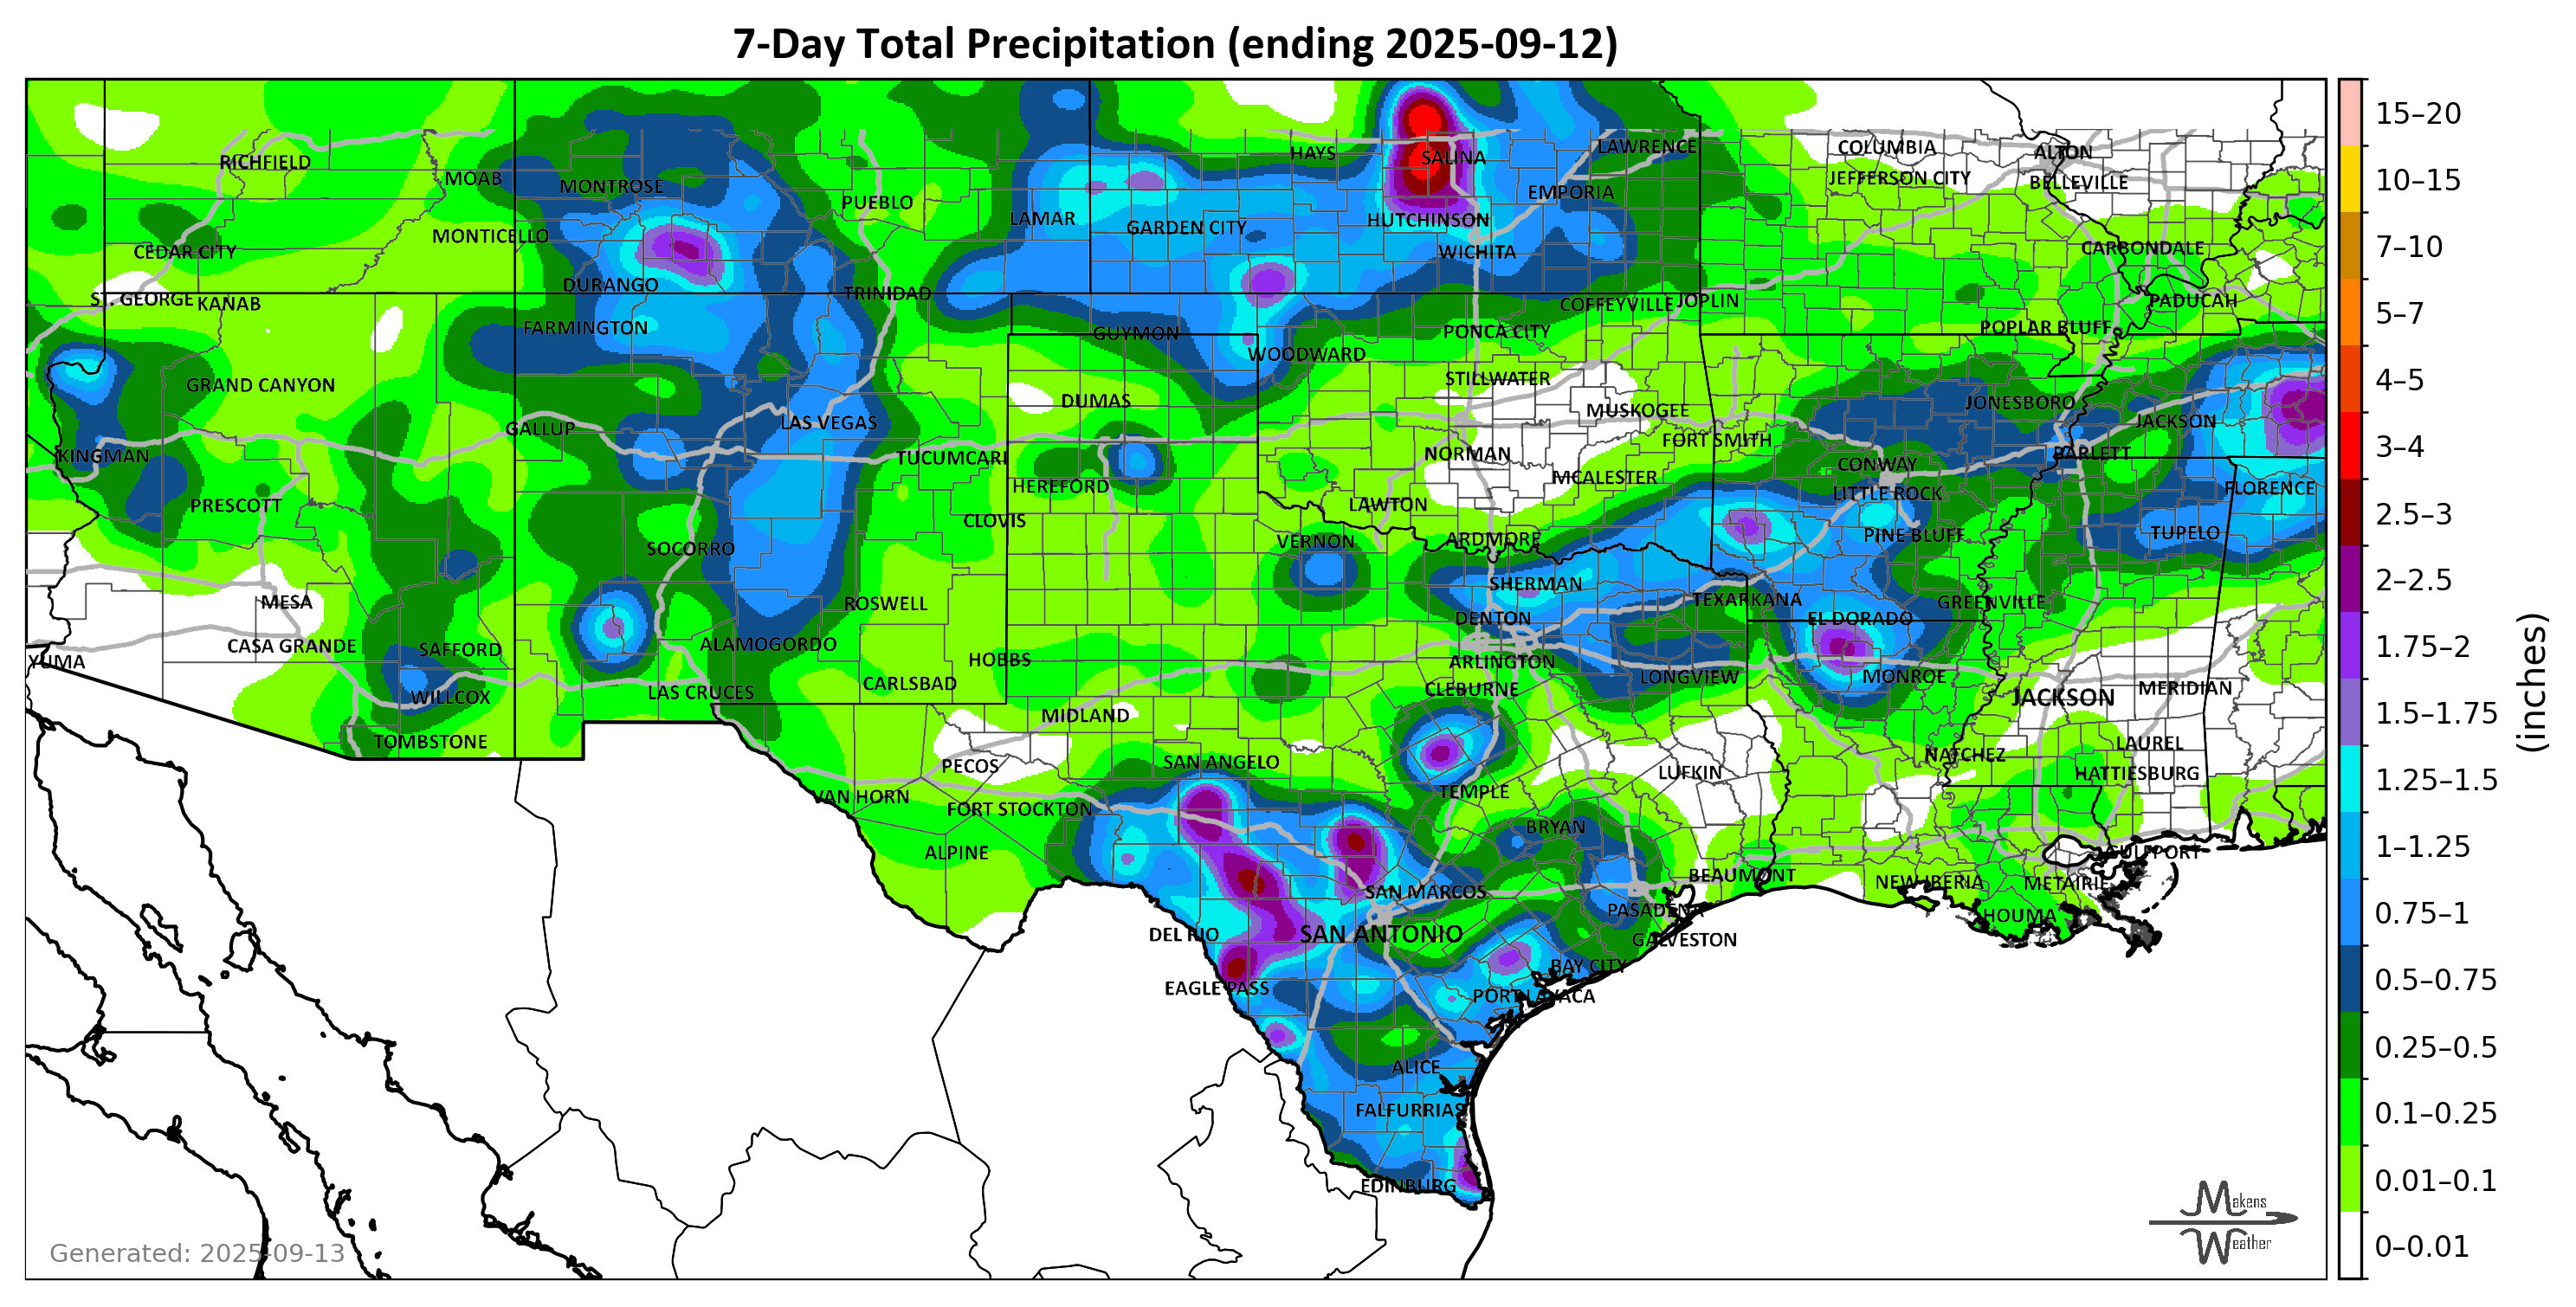 7-Day Total Precipitation (ending 2025-09-12)
RICHFIELD
MOAB
MONTROSE
PUEBLO
LAMAR
HAYS
SALINA
LAWRENCE
COLUMBIA
ALTON
JEFFERSON CITY
BELLEVILLE
EMPORIA
GARDEN CITY
HUTCHINSON
WICHITA
CEDAR CITY
MONTICELLO
CARBONDALE
DURANGO
TRINIDAD
ST. GEORGE
KANAB
COFFEYVILLE
JOPLIN
PADUCAH
FARMINGTON
GUYMON
PONCA CITY
POPLAR BLUFF
WOODWARD
GRAND CANYON
STILLWATER
DUMAS
MUSKOGEE
JONESBORO
JACKSON
GALLUP
LAS VEGAS
FORT SMITH
KINGMAN
TUCUMCARI
NORMAN
CONWAY
BARLETT
HEREFORD
MCALESTER
LITTLE ROCK
FLORENCE
PRESCOTT
LAWTON
CLOVIS
SOCORRO
VERNON
ARDMORE
PINE BLUFF
TUPELO
MESA
ROSWELL
SHERMAN
TEXARKANA
GREENVILLE
CASA GRANDE
SAFFORD
ALAMOGORDO
DENTON
EL DORADO
YUMA
HOBBS
ARLINGTON
WILLCOX
LAS CRUCES
CARLSBAD
CLEBURNE
LONGVIEW
MONROE
JACKSON
MERIDIAN
TOMBSTONE
MIDLAND
LAUREL
PECOS
SAN ANGELO
NATCHEZ
LUFKIN
HATTIESBURG
VAN HORN
FORT STOCKTON
TEMPLE
BRYAN
ALPINE
GULFPORT
SAN MARCOS
BEAUMONT
NEW IBERIA
METAIRIE
PASADENA
HOUMA
DEL RIO
SAN ANTONIO
GALVESTON
BAY CITY
EAGLE PASS
PORT LAVACA
ALICE
FALFURRIAS
EDINBURG
15–20
10–15
7–10
5–7
4–5
3–4
2.5–3
2–2.5
1.75–2
1.5–1.75
1.25–1.5
1–1.25
0.75–1
0.5–0.75
0.25–0.5
0.1–0.25
0.01–0.1
0–0.01
(inches)
Generated: 2025-09-13
Makens
Weather